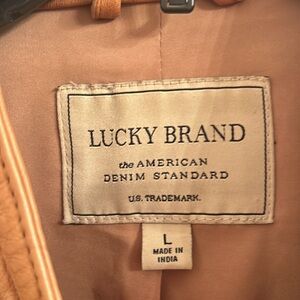 LUCKY BRAND
the AMERICAN
DENIM STANDARD
U.S. TRADEMARK.
L
MADE IN
INDIA